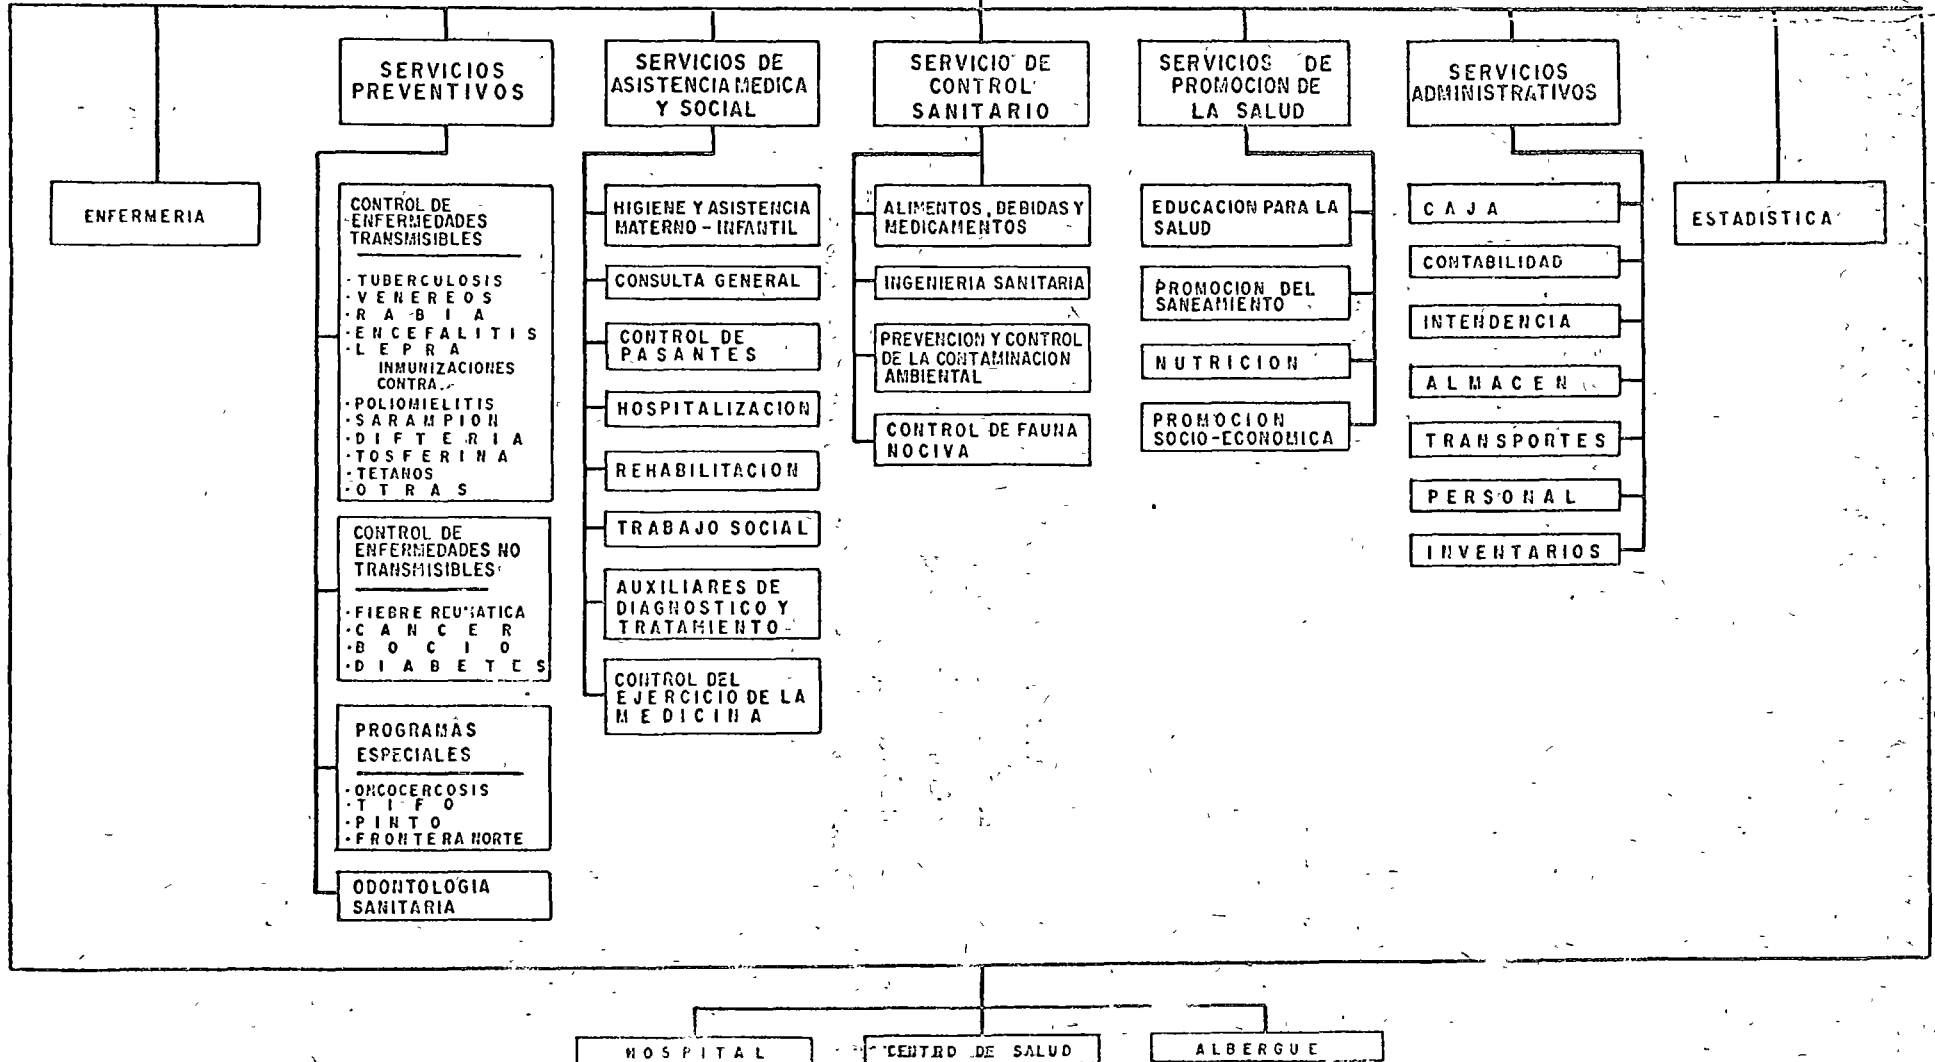 ENFERMERIA
SERVICIOS
PREVENTIVOS
CONTROL DE
ENFERMEDADES
TRANSMISIBLES
·TUBERCULOSIS
·VENEREOS
·RABIA
·ENCEFALITIS
·LEPRA
INMUNIZACIONES
CONTRA.-
·POLIOMIELITIS
·SARAMPION
·DIFTERIA
·TOSFERINA
·TETANOS
·OTRAS
CONTROL DE
ENFERMEDADES NO
TRANSMISIBLES
·FIEBRE REUMATICA
·CANCER
·BOCIO
·DIABETES
PROGRAMAS
ESPECIALES
·ONCOCERCOSIS
·TIFO
·PINTO
·FRONTERA NORTE
ODONTOLOGIA
SANITARIA
SERVICIOS DE
ASISTENCIA MEDICA
Y SOCIAL
HIGIENE Y ASISTENCIA
MATERNO-INFANTIL
CONSULTA GENERAL
CONTROL DE
PASANTES
HOSPITALIZACION
REHABILITACION
TRABAJO SOCIAL
AUXILIARES DE
DIAGNOSTICO Y
TRATAMIENTO
CONTROL DEL
EJERCICIO DE LA
MEDICINA
SERVICIO DE
CONTROL
SANITARIO
ALIMENTOS, BEBIDAS Y
MEDICAMENTOS
INGENIERIA SANITARIA
PREVENCION Y CONTROL
DE LA CONTAMINACION
AMBIENTAL
CONTROL DE FAUNA
NOCIVA
SERVICIOS DE
PROMOCION DE
LA SALUD
EDUCACION PARA LA
SALUD
PROMOCION DEL
SANEAMIENTO
NUTRICION
PROMOCION
SOCIO-ECONOMICA
SERVICIOS
ADMINISTRATIVOS
CAJA
CONTABILIDAD
INTENDENCIA
ALMACEN
TRANSPORTES
PERSONAL
INVENTARIOS
ESTADISTICA
HOSPITAL
CENTRO DE SALUD
ALBERGUE